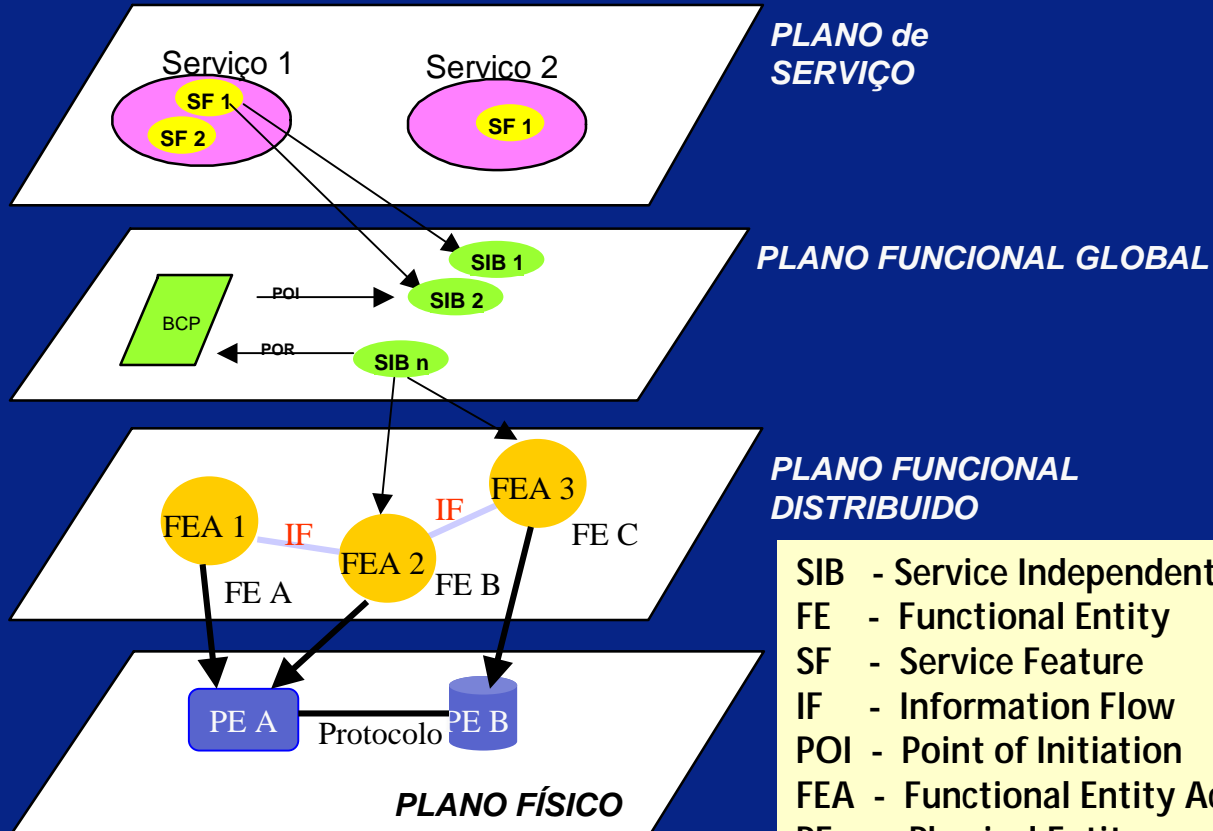 PLANO de
SERVIÇO
Serviço 1
Serviço 2
SF 1
SF 2
SF 1
PLANO FUNCIONAL GLOBAL
SIB 1
POI
SIB 2
BCP
POR
SIB n
PLANO FUNCIONAL
DISTRIBUIDO
FEA 3
IF
FEA 1
IF
FE C
FEA 2
FE A
FE B
SIB - Service Independent
FE - Functional Entity
SF - Service Feature
IF - Information Flow
POI - Point of Initiation
FEA - Functional Entity
PE A
Protocolo
PE B
PLANO FÍSICO